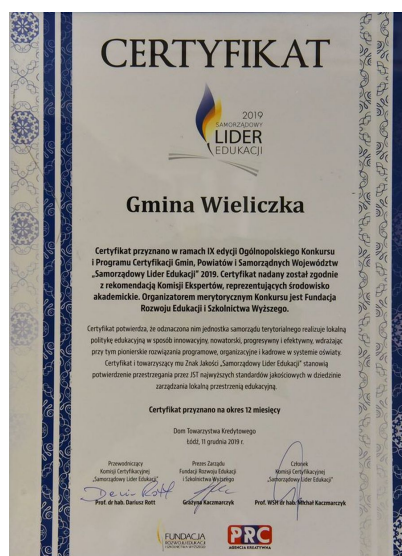 CERTYFIKAT
2019
SAMORZĄDOWY
LIDER
EDUKACJI
Gmina Wieliczka
Certyfikat przyznano w ramach IX edycji Ogólnopolskiego Konkursu
i Programu Certyfikacji Gmin, Powiatów i Samorządnych Województw
„Samorządowy Lider Edukacji” 2019. Certyfikat nadany został zgodnie
z rekomendacją Komisji Ekspertów, reprezentujących środowisko
akademickie. Organizatorem merytorycznym Konkursu jest Fundacja
Rozwoju Edukacji i Szkolnictwa Wyższego.
Certyfikat potwierdza, że odznaczona nim jednostka samorządu terytorialnego realizuje lokalną
politykę edukacyjną w sposób innowacyjny, nowatorski, progresywny i efektywny, wdrażając
przy tym pionierskie rozwiązania programowe, organizacyjne i kadrowe w systemie oświaty.
Certyfikat i towarzyszący mu Znak Jakości „Samorządowy Lider Edukacji” stanowią
potwierdzenie przestrzegania przez JST najwyższych standardów jakościowych w dziedzinie
zarządzania lokalną przestrzenią edukacyjną.
Certyfikat przyznano na okres 12 miesięcy
Dom Towarzystwa Kredytowego
Łódź, 11 grudnia 2019 r.
Przewodniczący
Komisji Certyfikacyjnej
„Samorządowy Lider Edukacji”
Prof. dr hab. Dariusz Rott
Prezes Zarządu
Fundacji Rozwoju Edukacji
i Szkolnictwa Wyższego
Grażyna Kaczmarczyk
Członek
Komisji Certyfikacyjnej
„Samorządowy Lider Edukacji”
Prof. WSH dr hab. Michał Kaczmarczyk
FUNDACJA
ROZWOJU EDUKACJI
I SZKOLNICTWA WYŻSZEGO
PRC
AGENCJA KREATYWNA